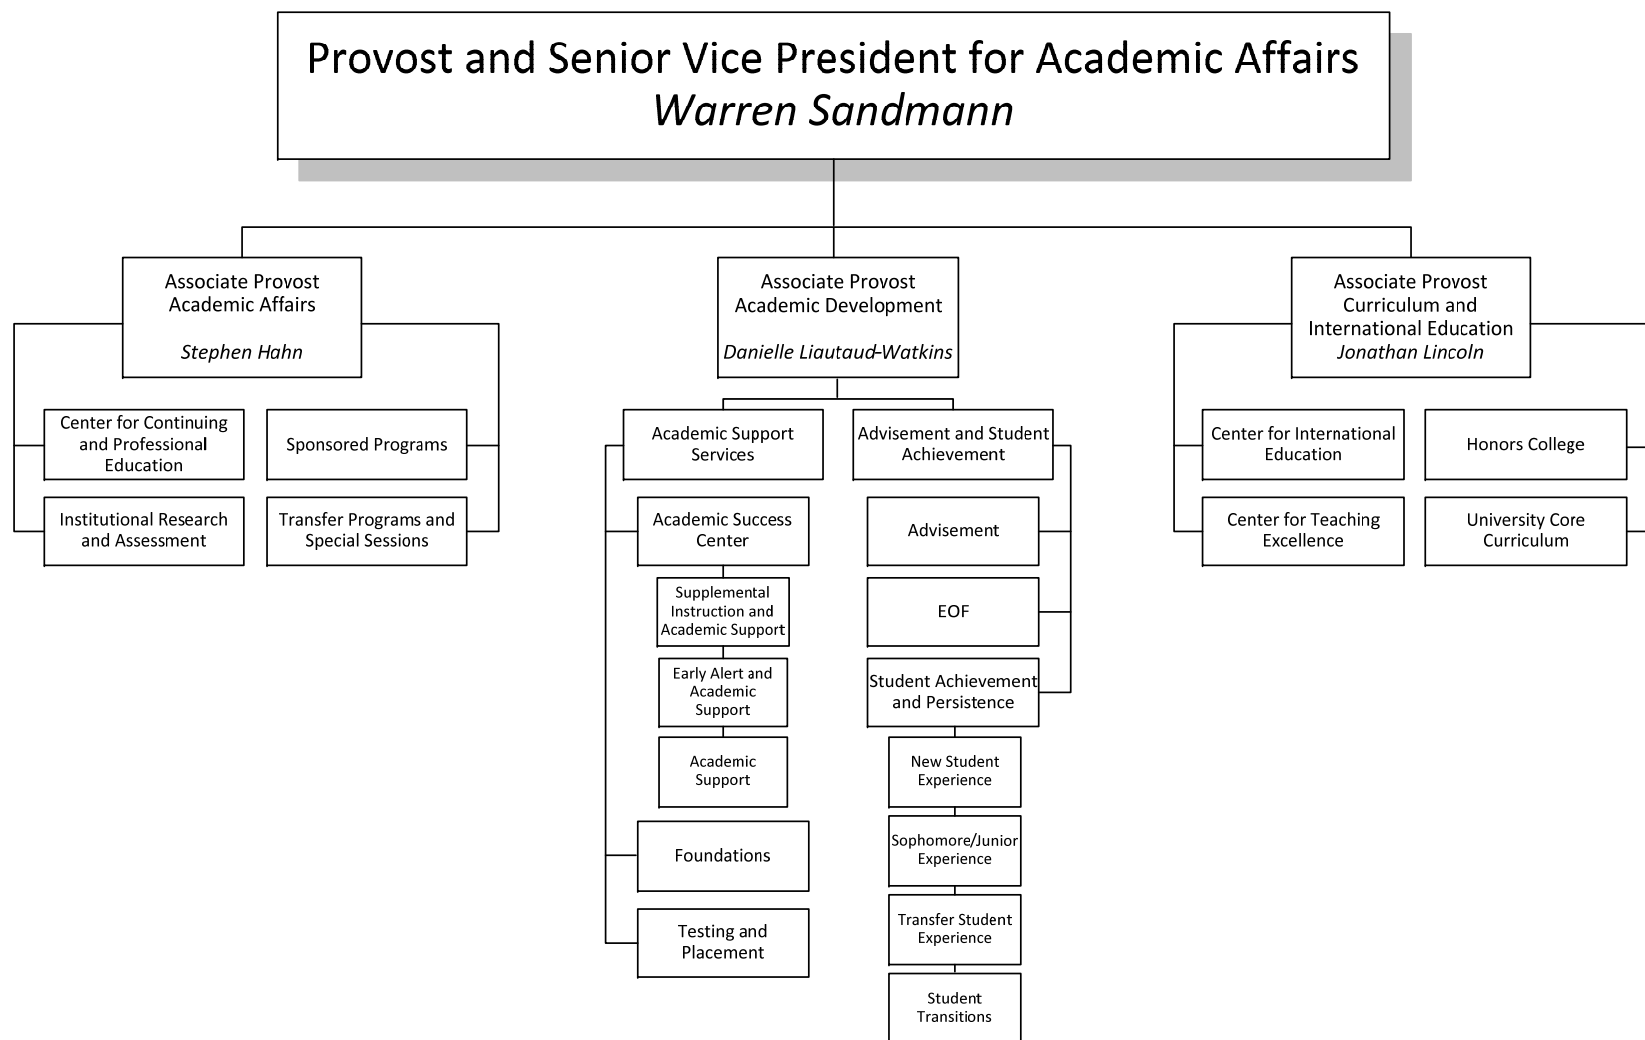 Provost and Senior Vice President for Academic Affairs
Warren Sandmann
Associate Provost
Academic Affairs
Stephen Hahn
Center for Continuing
and Professional
Education
Sponsored Programs
Institutional Research
and Assessment
Transfer Programs and
Special Sessions
Associate Provost
Academic Development
Danielle Liautaud-Watkins
Academic Support
Services
Academic Success
Center
Supplemental
Instruction and
Academic Support
Early Alert and
Academic
Support
Academic
Support
Foundations
Testing and
Placement
Advisement and Student
Achievement
Advisement
EOF
Student Achievement
and Persistence
New Student
Experience
Sophomore/Junior
Experience
Transfer Student
Experience
Student
Transitions
Associate Provost
Curriculum and
International Education
Jonathan Lincoln
Center for International
Education
Honors College
Center for Teaching
Excellence
University Core
Curriculum